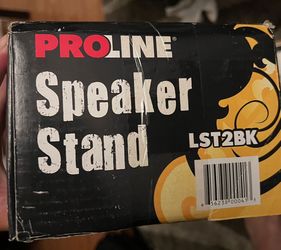 PROLINE®
Speaker
Stand
LST2BK